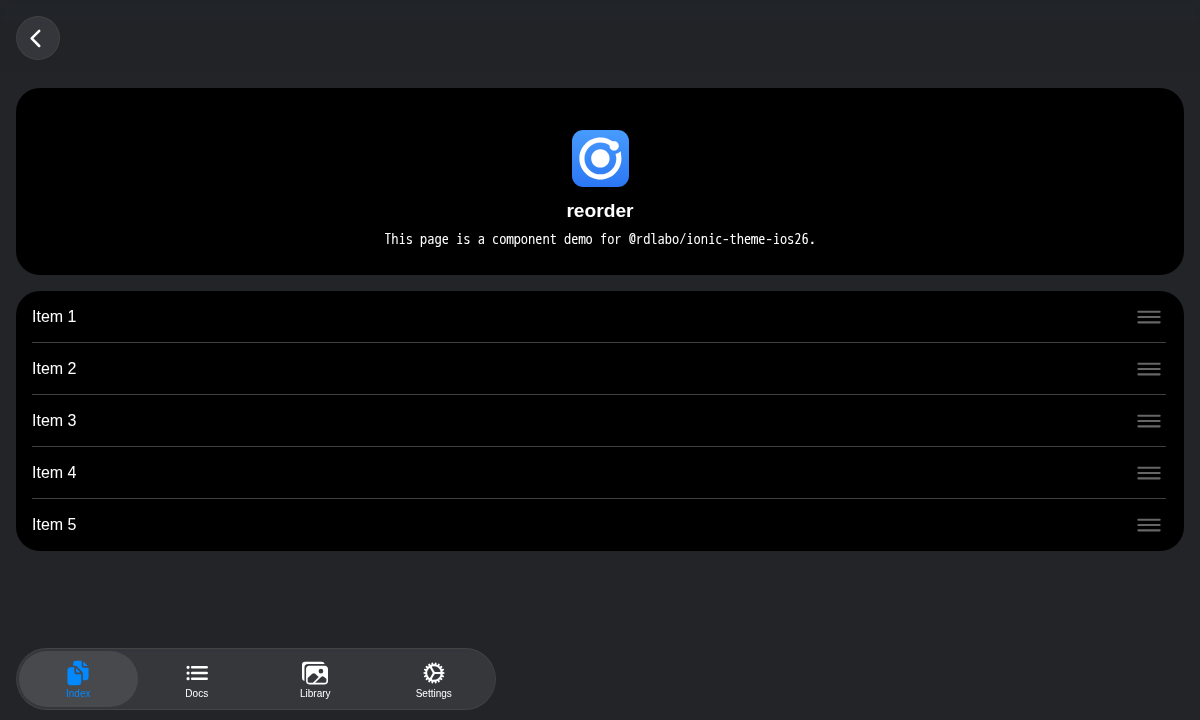 reorder
This page is a component demo for @rdlabo/ionic-theme-ios26.
Item 1
Item 2
Item 3
Item 4
Item 5
Index
Docs
Library
Settings